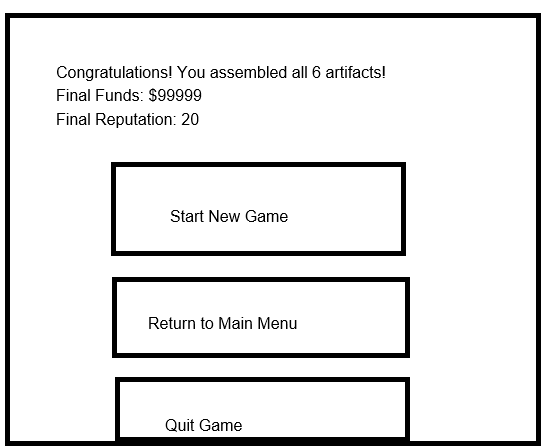 Congratulations! You assembled all 6 artifacts!
Final Funds: $99999
Final Reputation: 20
Start New Game
Return to Main Menu
Quit Game